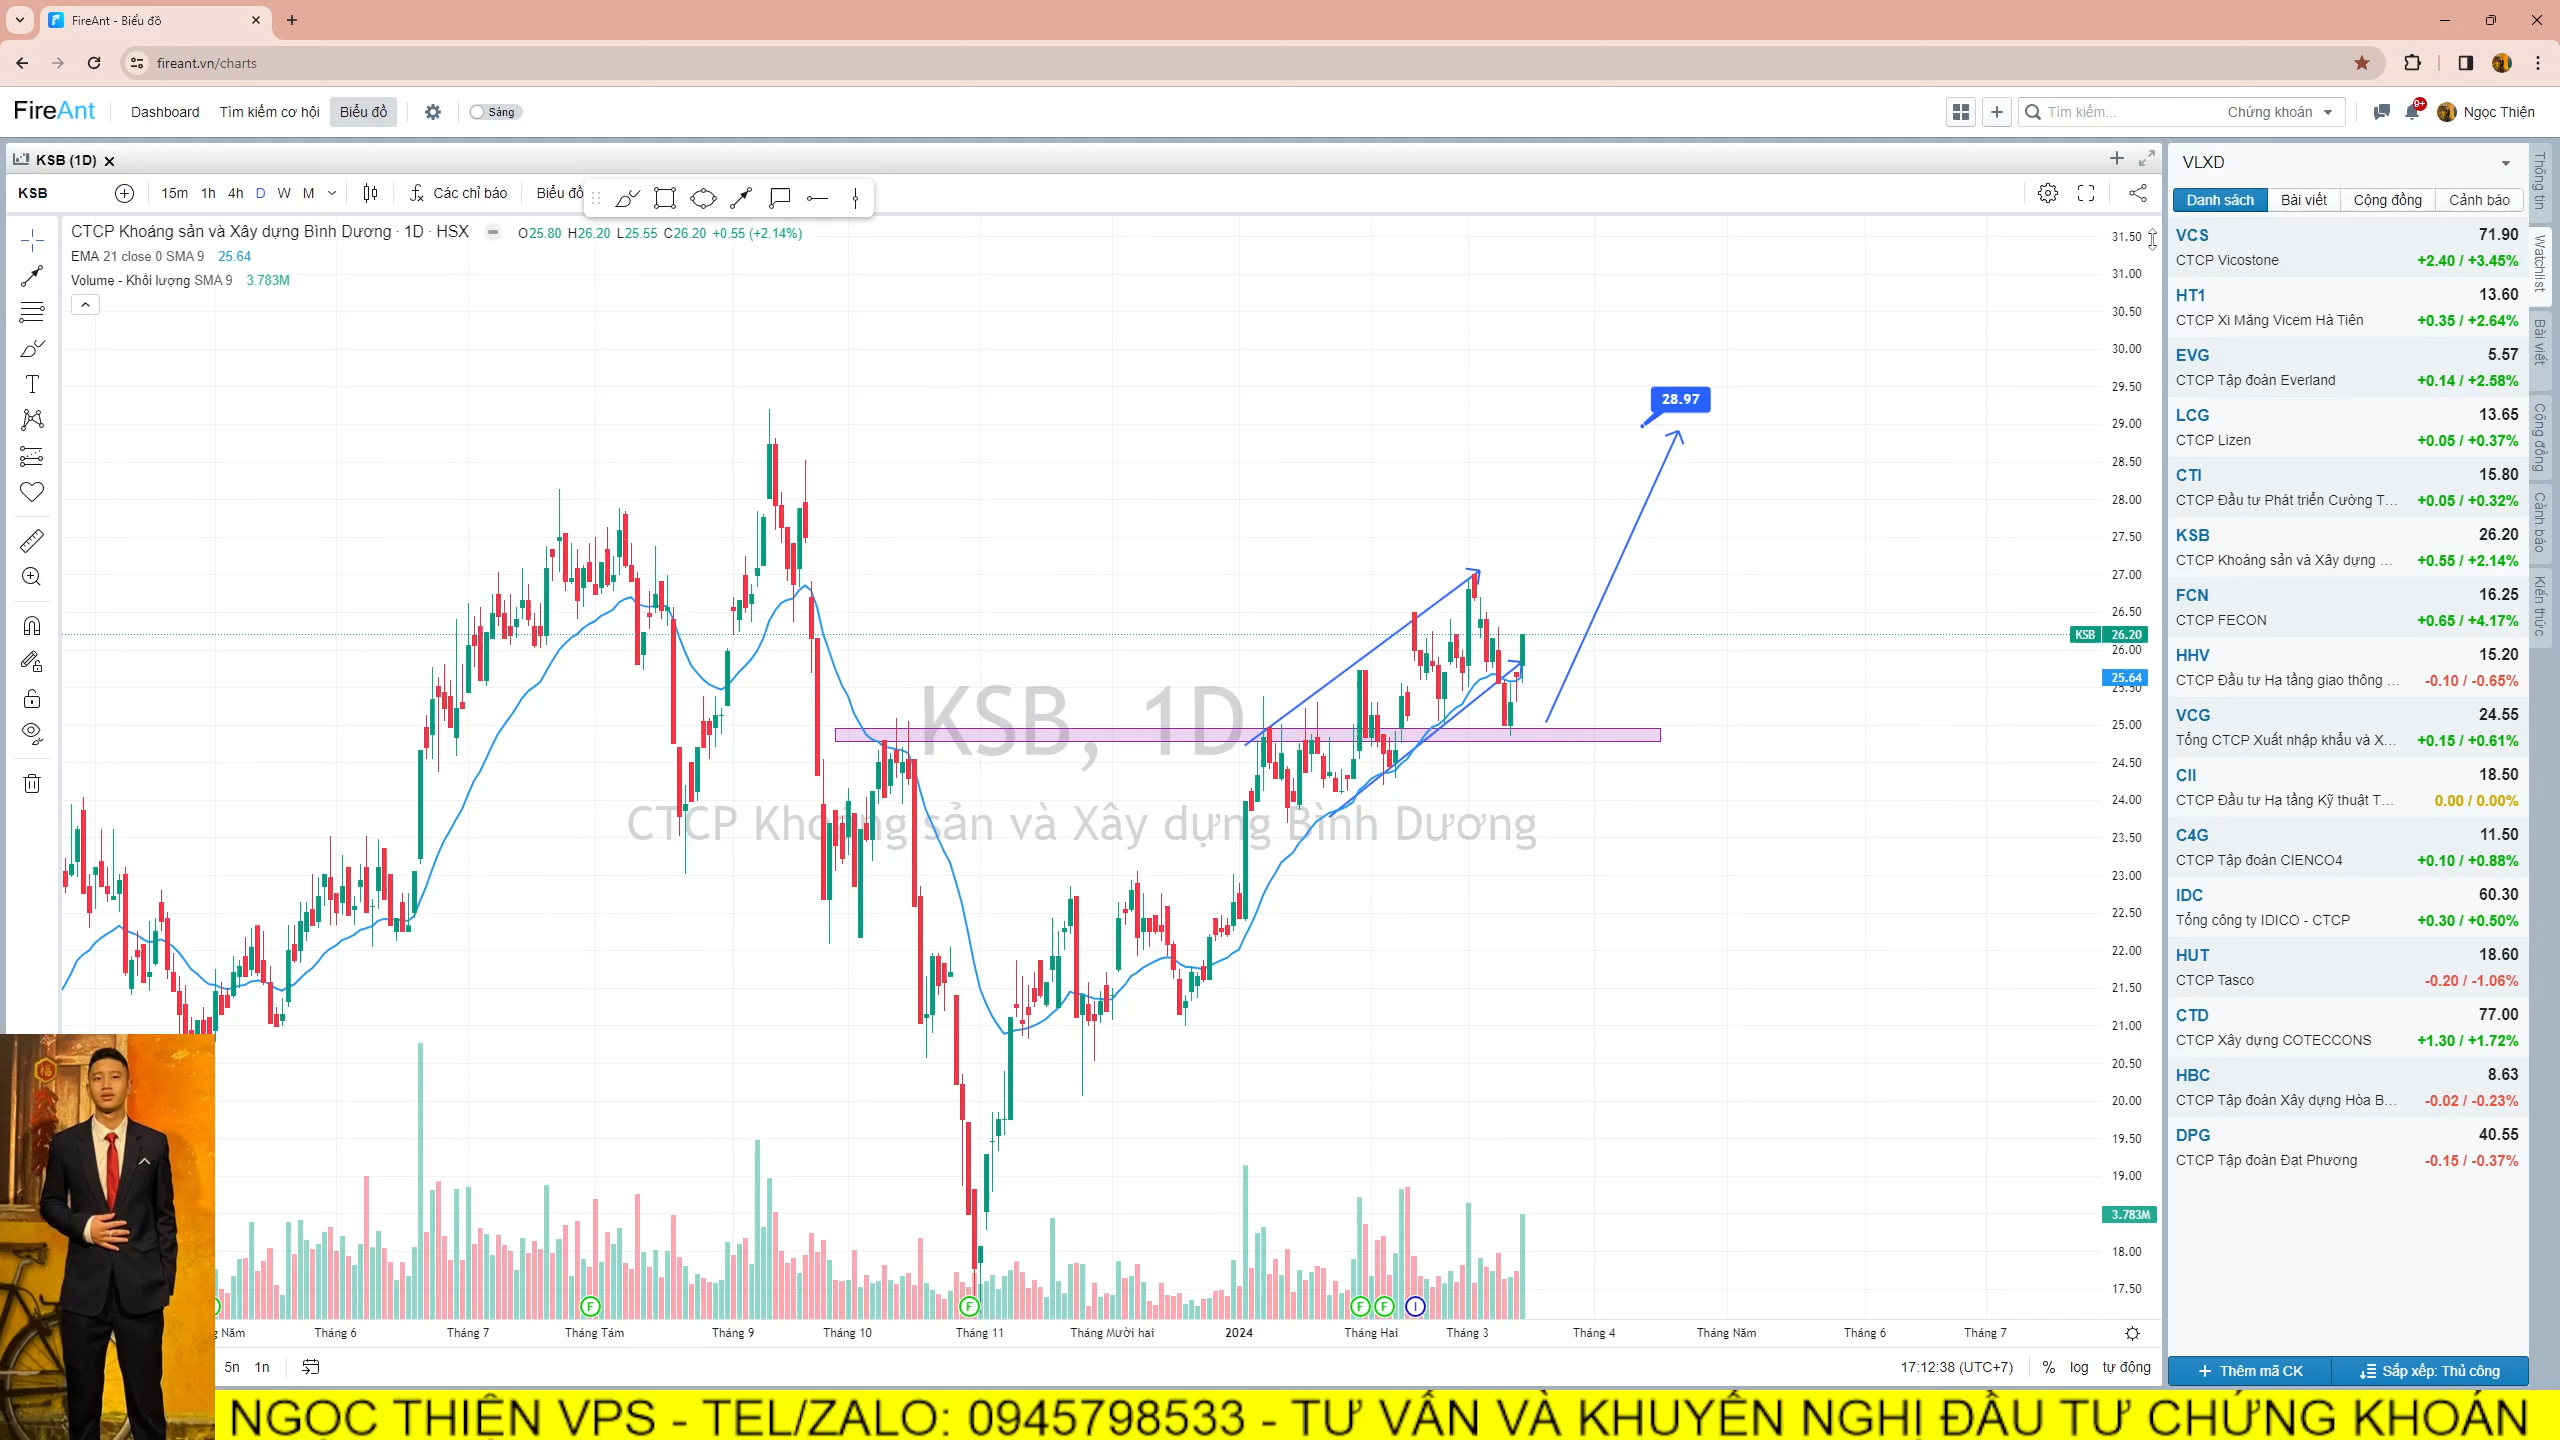 FireAnt - Biểu đồ
fireant.vn/charts
FireAnt
Dashboard
Tìm kiếm cơ hội
Biểu đồ
Sáng
Tìm kiếm...
Chứng khoán
9+
Ngọc Thiện
KSB (1D)
KSB
15m 1h 4h D W M
Các chỉ báo
Biểu đồ
CTCP Khoáng sản và Xây dựng Bình Dương · 1D · HSX
O25.80 H26.20 L25.55 C26.20 +0.55 (+2.14%)
EMA 21 close 0 SMA 9 25.64
Volume - Khối lượng SMA 9 3.783M
KSB, 1D
CTCP Khoáng sản và Xây dựng Bình Dương
28.97
31.50
31.00
30.50
30.00
29.50
29.00
28.50
28.00
27.50
27.00
26.50
KSB 26.20
26.00
25.64
25.50
25.00
24.50
24.00
23.50
23.00
22.50
22.00
21.50
21.00
20.50
20.00
19.50
19.00
3.783M
18.00
17.50
F
F
F
F
I
Năm
Tháng 6
Tháng 7
Tháng Tám
Tháng 9
Tháng 10
Tháng 11
Tháng Mười hai
2024
Tháng Hai
Tháng 3
Tháng 4
Tháng Năm
Tháng 6
Tháng 7
5n 1n
17:12:38 (UTC+7)
% log tự động
VLXD
Danh sách
Bài viết
Cộng đồng
Cảnh báo
VCS 71.90
CTCP Vicostone +2.40 / +3.45%
HT1 13.60
CTCP Xi Măng Vicem Hà Tiên +0.35 / +2.64%
EVG 5.57
CTCP Tập đoàn Everland +0.14 / +2.58%
LCG 13.65
CTCP Lizen +0.05 / +0.37%
CTI 15.80
CTCP Đầu tư Phát triển Cường T... +0.05 / +0.32%
KSB 26.20
CTCP Khoáng sản và Xây dựng ... +0.55 / +2.14%
FCN 16.25
CTCP FECON +0.65 / +4.17%
HHV 15.20
CTCP Đầu tư Hạ tầng giao thông ... -0.10 / -0.65%
VCG 24.55
Tổng CTCP Xuất nhập khẩu và X... +0.15 / +0.61%
CII 18.50
CTCP Đầu tư Hạ tầng Kỹ thuật T... 0.00 / 0.00%
C4G 11.50
CTCP Tập đoàn CIENCO4 +0.10 / +0.88%
IDC 60.30
Tổng công ty IDICO - CTCP +0.30 / +0.50%
HUT 18.60
CTCP Tasco -0.20 / -1.06%
CTD 77.00
CTCP Xây dựng COTECCONS +1.30 / +1.72%
HBC 8.63
CTCP Tập đoàn Xây dựng Hòa B... -0.02 / -0.23%
DPG 40.55
CTCP Tập đoàn Đạt Phương -0.15 / -0.37%
Thêm mã CK
Sắp xếp: Thủ công
Thông tin
Watchlist
Bài viết
Cộng đồng
Cảnh báo
Kiến thức
NGỌC THIỆN VPS - TEL/ZALO: 0945798533 - TƯ VẤN VÀ KHUYẾN NGHỊ ĐẦU TƯ CHỨNG KHOÁN